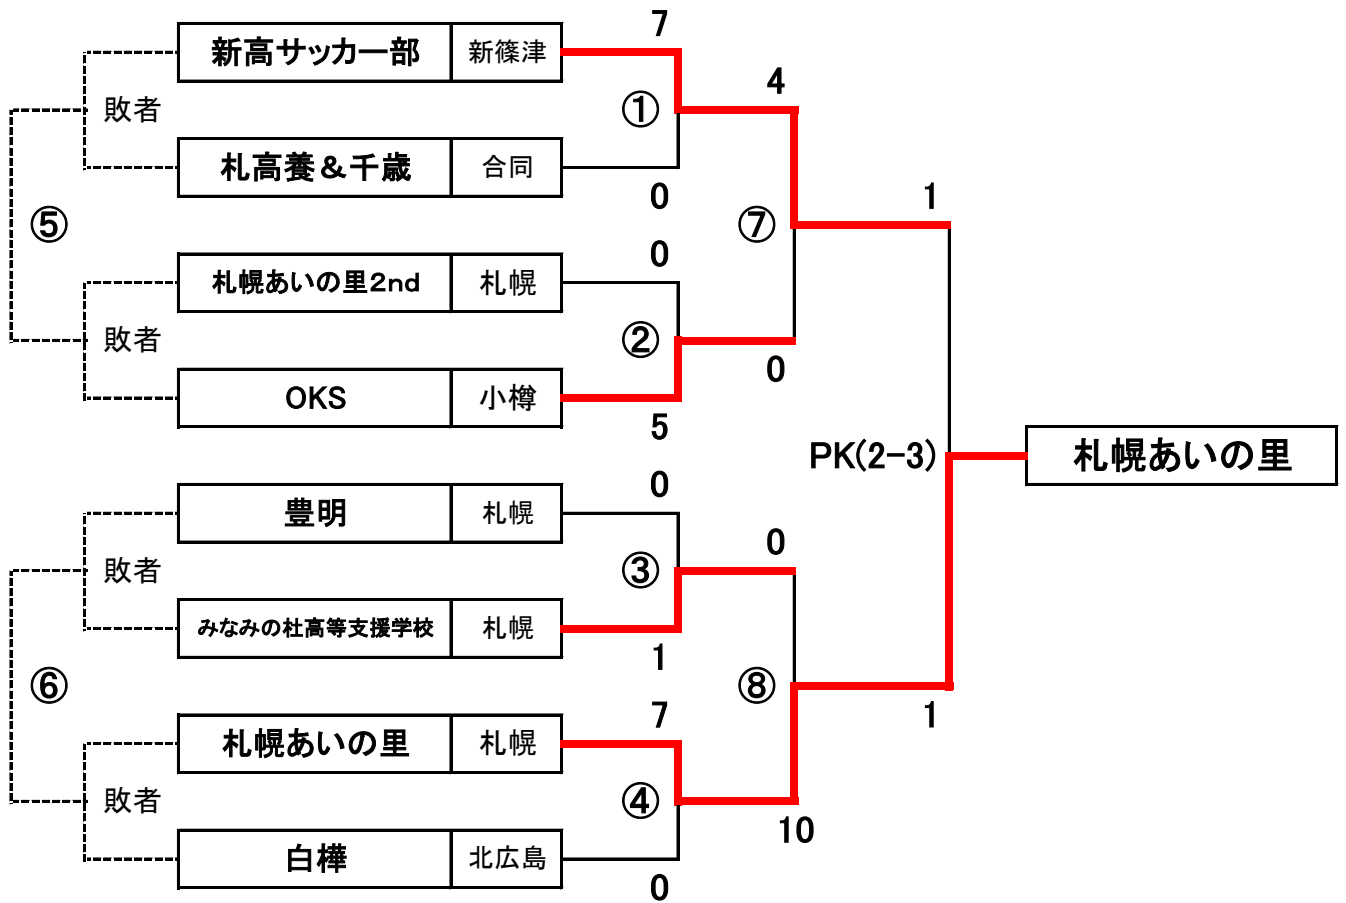 7
新高サッカー部 新篠津
4
敗者 ①
札高養＆千歳 合同
0
1
⑤ ⑦
0
札幌あいの里2nd 札幌
敗者 ②
0
OKS 小樽
5
PK(2-3) 札幌あいの里
0
豊明 札幌
0
敗者 ③
みなみの杜高等支援学校 札幌
1
⑥ ⑧
7
1
札幌あいの里 札幌
敗者 ④
10
白樺 北広島
0